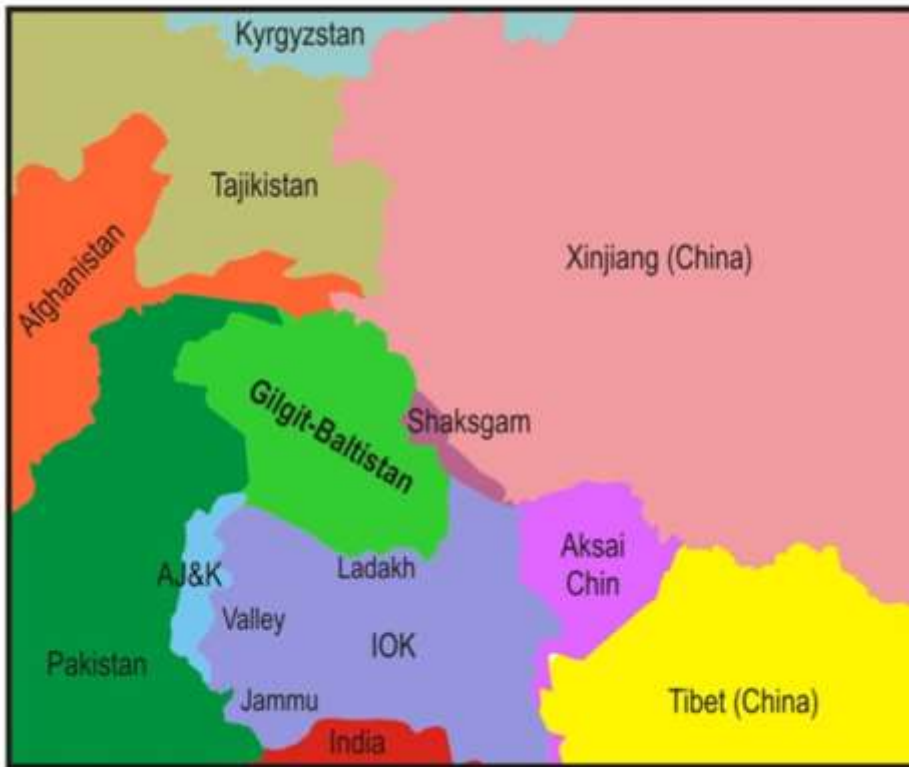 Kyrgyzstan
Tajikistan
Afghanistan
Xinjiang (China)
Gilgit-Baltistan
Shaksgam
Aksai
Chin
Ladakh
AJ&K
Valley
IOK
Pakistan
Jammu
Tibet (China)
India